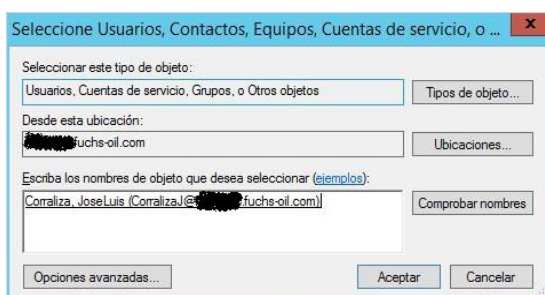 Seleccione Usuarios, Contactos, Equipos, Cuentas de servicio, o ...
Seleccionar este tipo de objeto:
Usuarios, Cuentas de servicio, Grupos, o Otros objetos
Tipos de objeto...
Desde esta ubicación:
fuchs-oil.com
Ubicaciones...
Escriba los nombres de objeto que desea seleccionar (ejemplos):
Corraliza, JoseLuis (CorralizaJ@ .fuchs-oil.com)
Comprobar nombres
Opciones avanzadas...
Aceptar
Cancelar